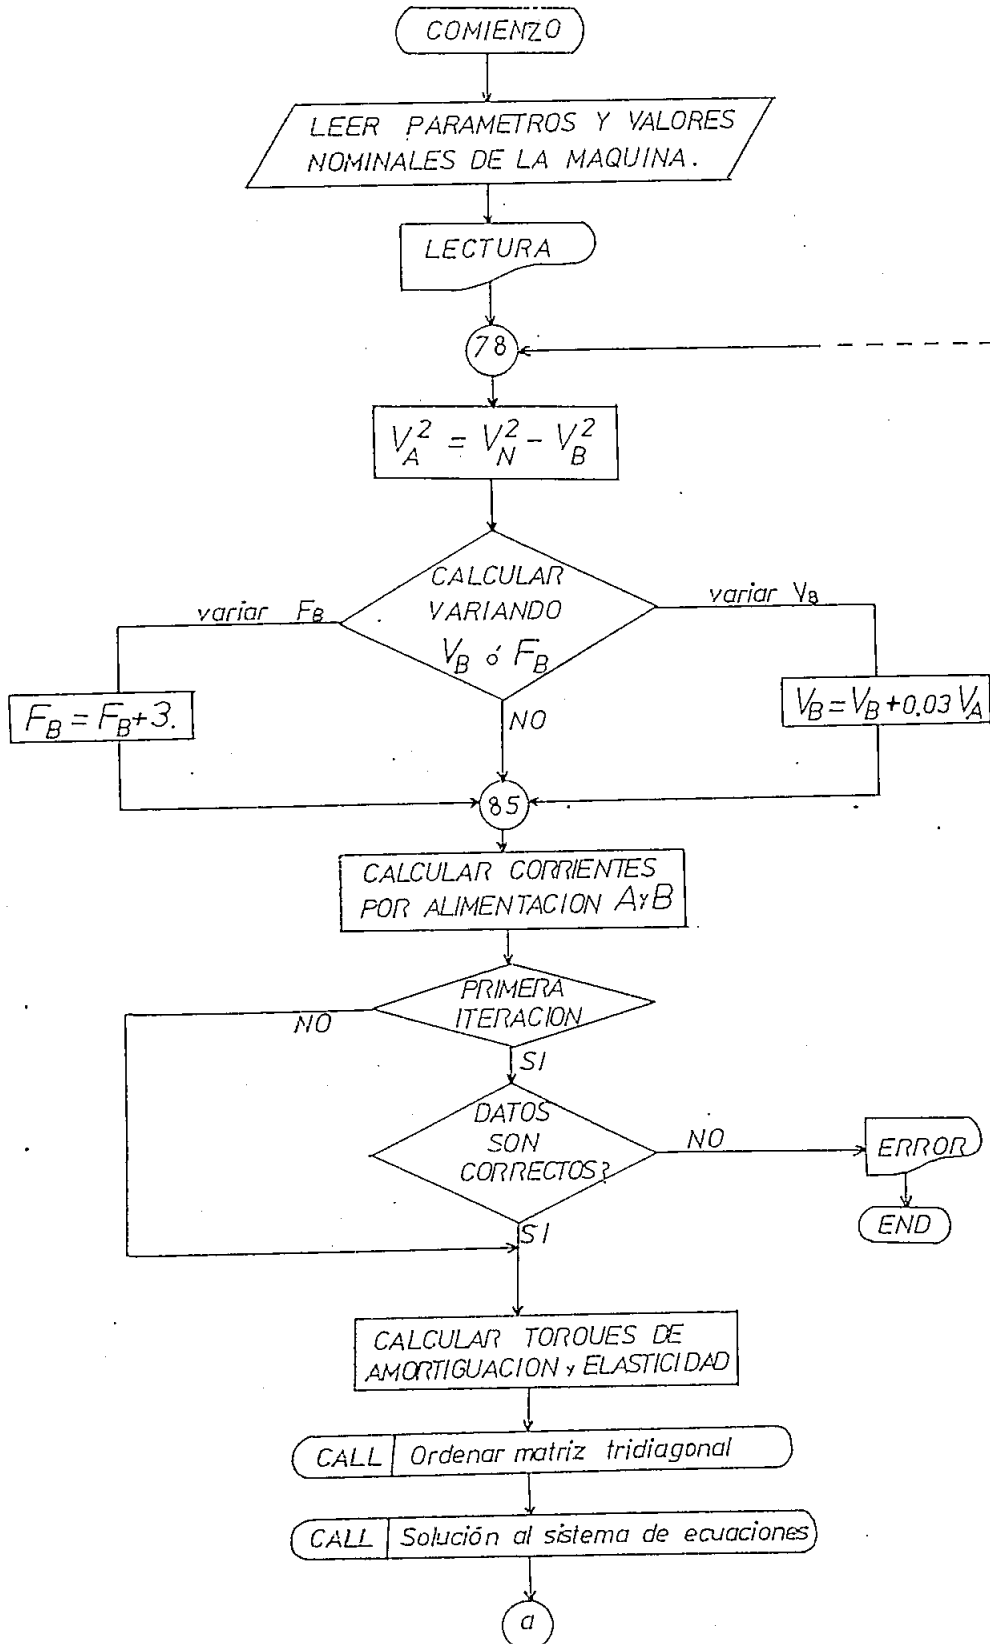 COMIENZO
LEER PARAMETROS Y VALORES
NOMINALES DE LA MAQUINA.
LECTURA
78
V_A^2 = V_N^2 - V_B^2
CALCULAR
VARIANDO
V_B ó F_B
variar F_B
variar V_B
F_B = F_B+3.
NO
V_B = V_B+0.03 V_A
85
CALCULAR CORRIENTES
POR ALIMENTACION A Y B
PRIMERA
ITERACION
NO
SI
DATOS
SON
CORRECTOS?
NO
ERROR
END
SI
CALCULAR TORQUES DE
AMORTIGUACION Y ELASTICIDAD
CALL Ordenar matriz tridiagonal
CALL Solución al sistema de ecuaciones
a